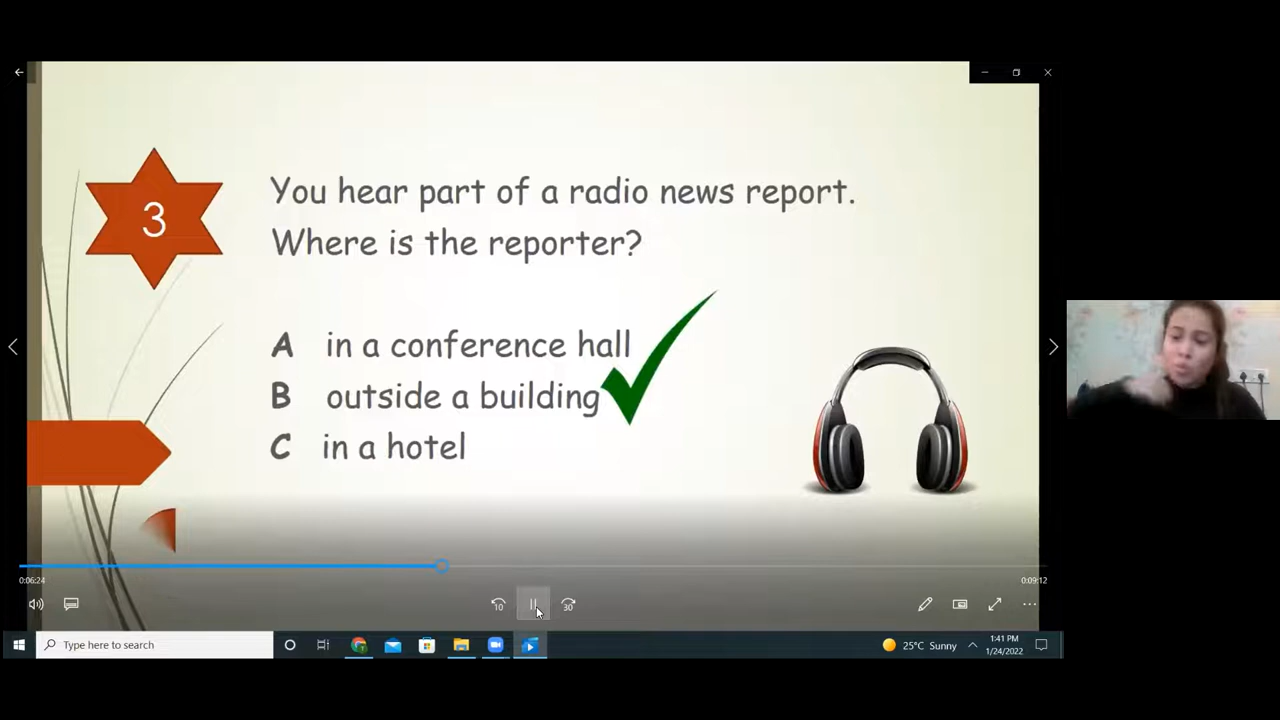 3
You hear part of a radio news report.
Where is the reporter?
A in a conference hall
B outside a building
C in a hotel
0:06:24
0:09:12
10
30
Type here to search
25°C Sunny
1:41 PM
1/24/2022